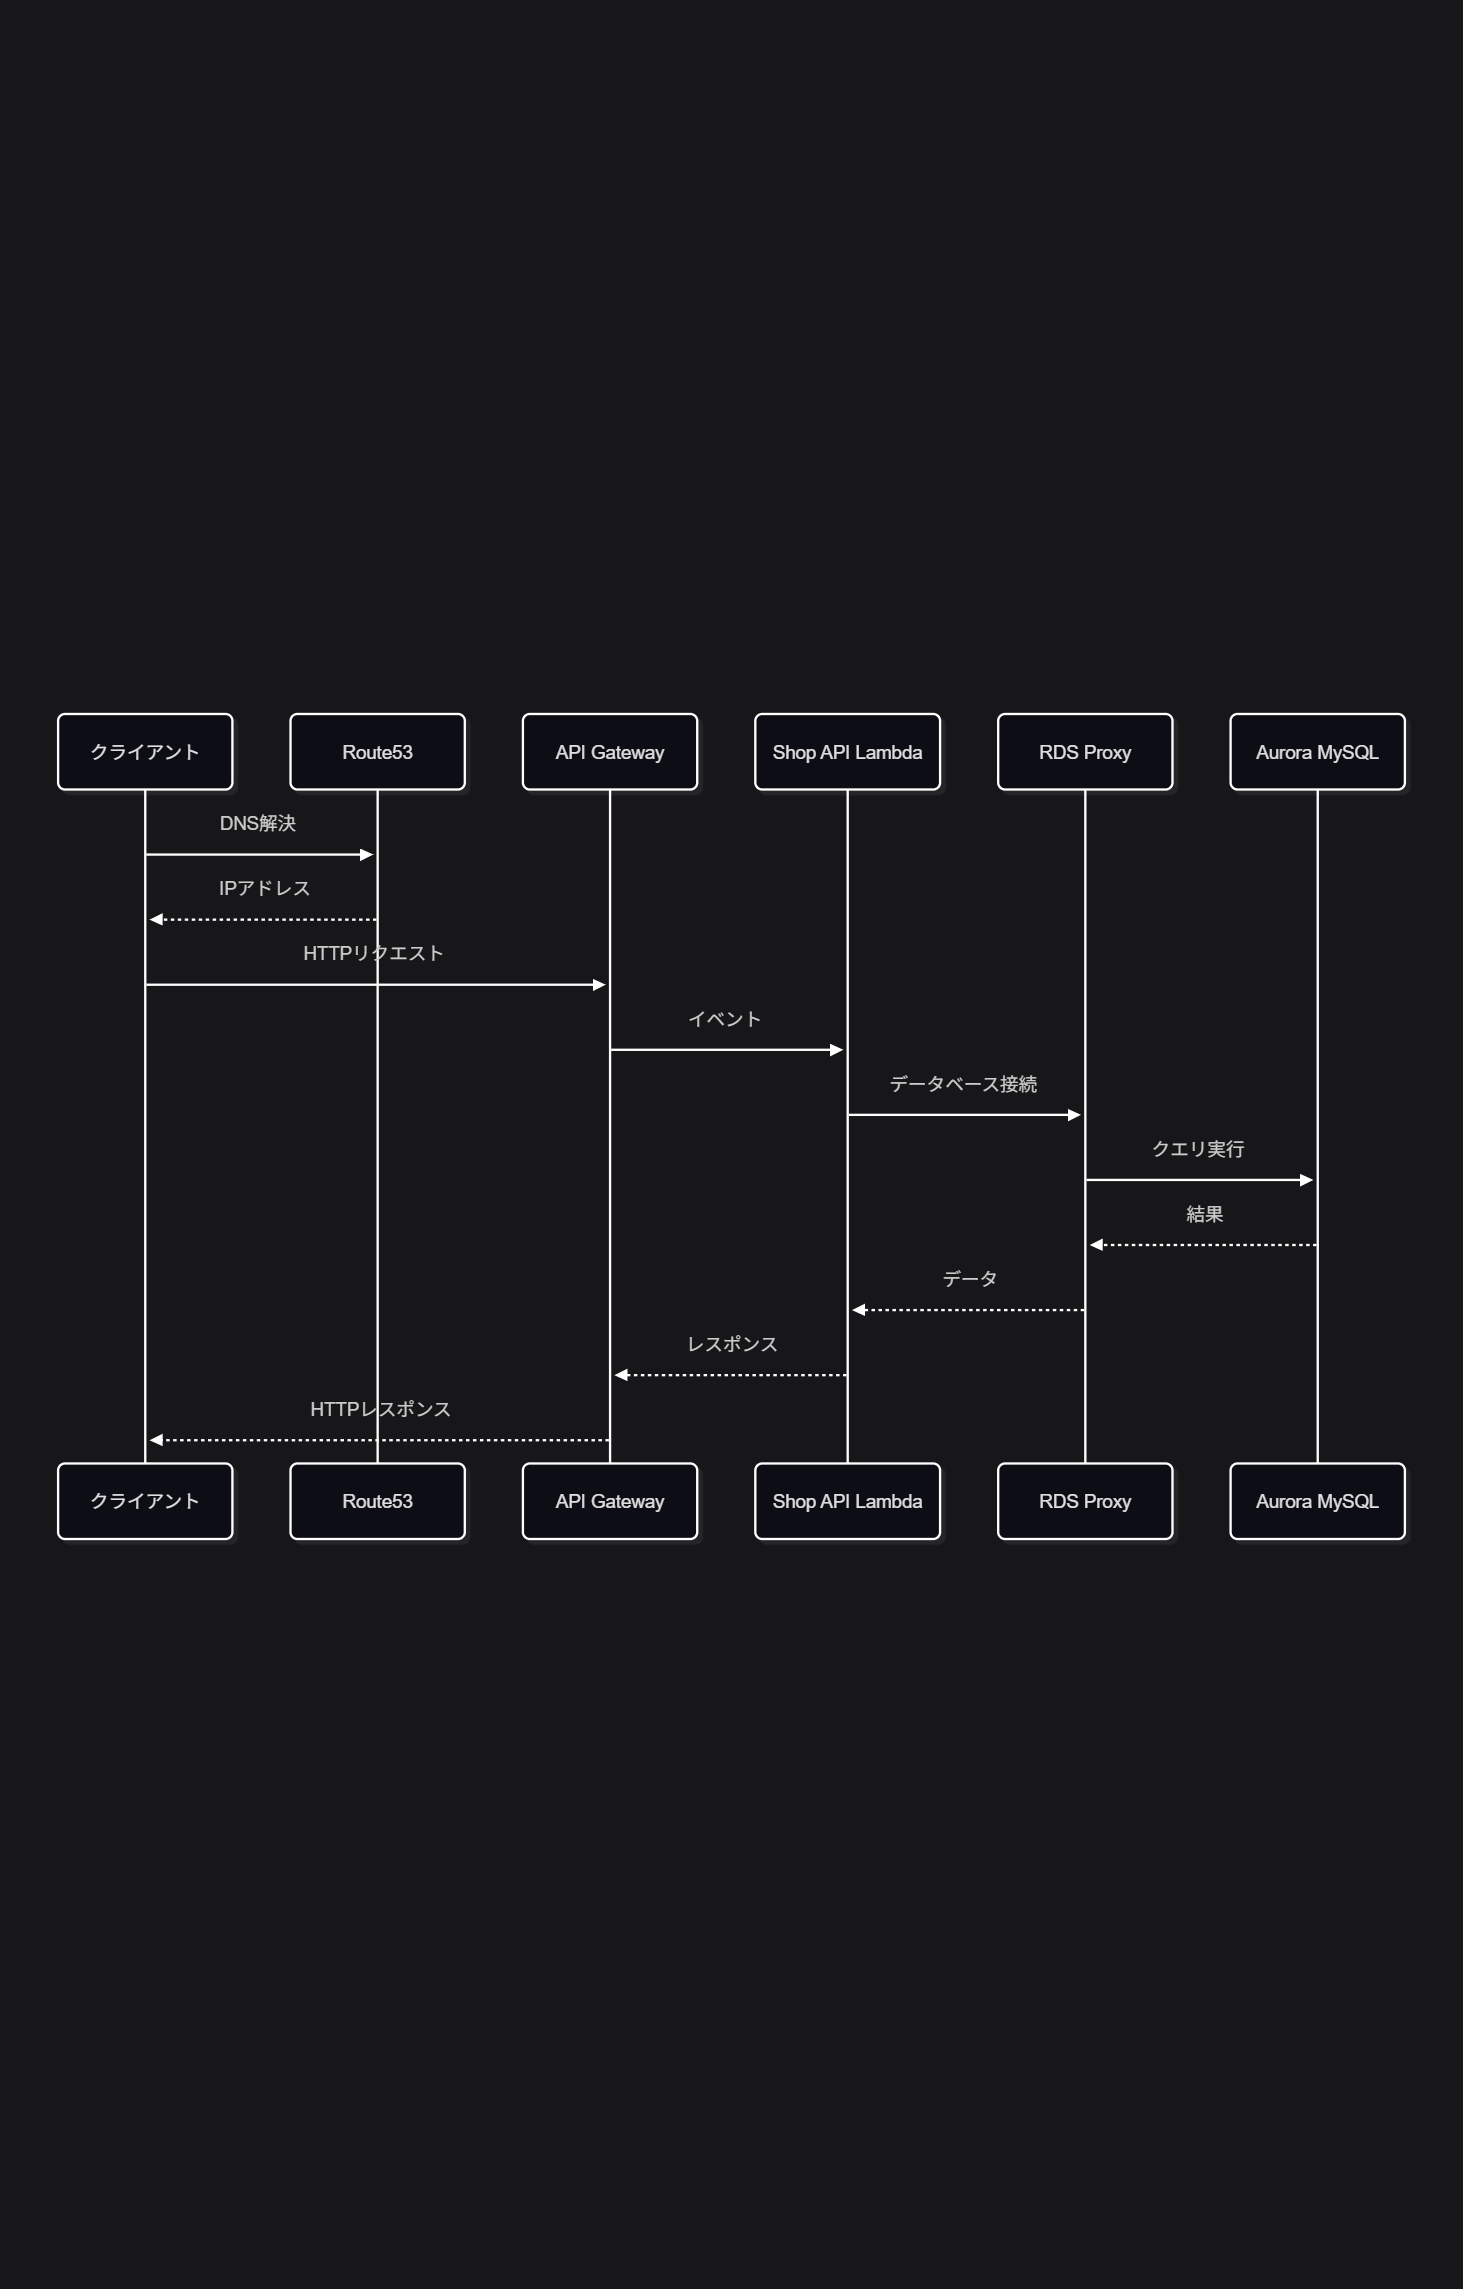 クライアント
Route53
API Gateway
Shop API Lambda
RDS Proxy
Aurora MySQL
DNS解決
IPアドレス
HTTPリクエスト
イベント
データベース接続
クエリ実行
結果
データ
レスポンス
HTTPレスポンス
クライアント
Route53
API Gateway
Shop API Lambda
RDS Proxy
Aurora MySQL